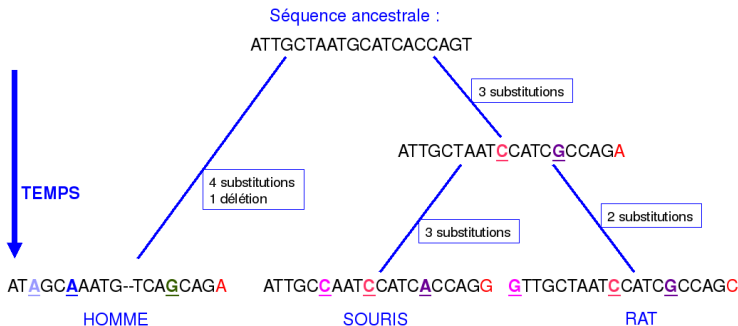 Séquence ancestrale :
ATTGCTAATGCATCACCAGT
3 substitutions
ATTGCTAATCCATCGCCAGA
4 substitutions
1 délétion
TEMPS
3 substitutions
2 substitutions
ATAGCAAATG--TCAGCAGA
ATTGCCAATCCATCACCAGG
GTTGCTAATCCATCGCCAGC
HOMME
SOURIS
RAT